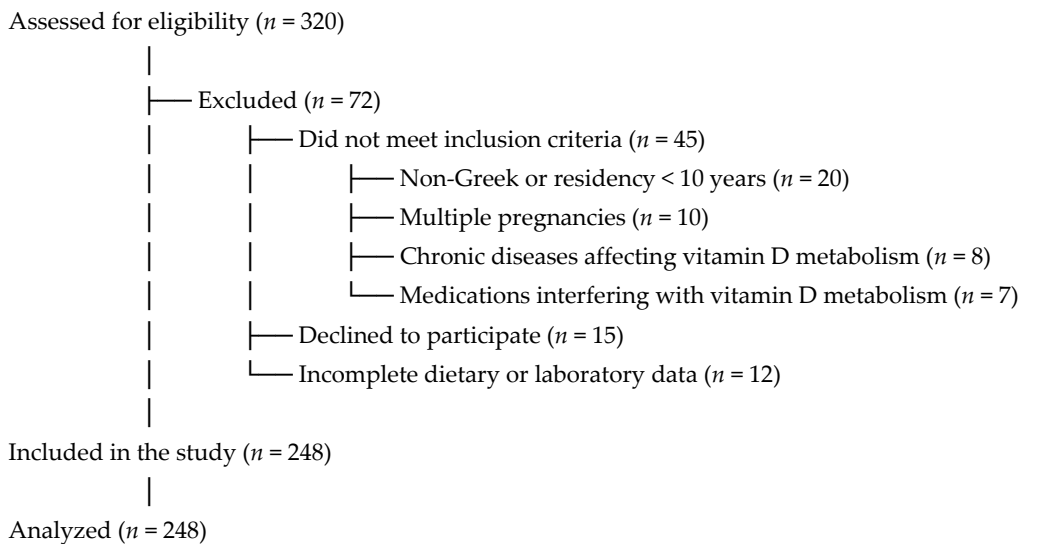 Assessed for eligibility (n = 320)
Excluded (n = 72)
Did not meet inclusion criteria (n = 45)
Non-Greek or residency < 10 years (n = 20)
Multiple pregnancies (n = 10)
Chronic diseases affecting vitamin D metabolism (n = 8)
Medications interfering with vitamin D metabolism (n = 7)
Declined to participate (n = 15)
Incomplete dietary or laboratory data (n = 12)
Included in the study (n = 248)
Analyzed (n = 248)